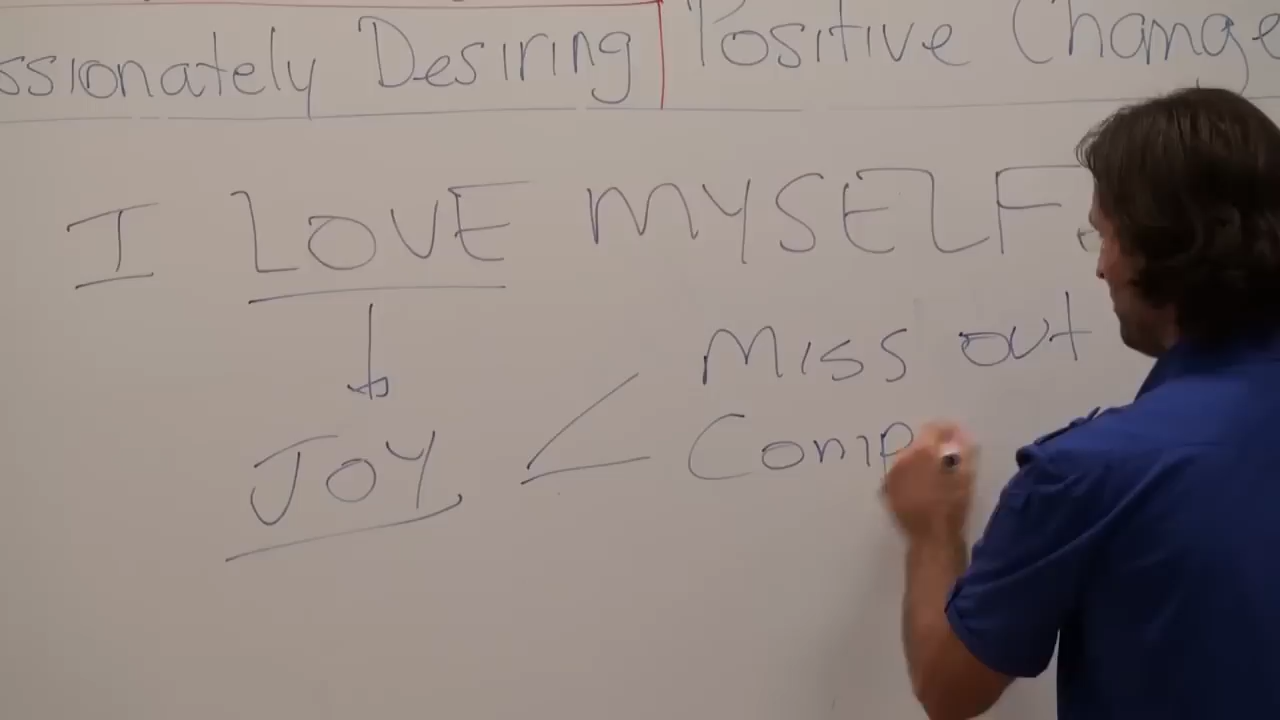 ssionately Desiring Positive Change
I LOVE MYSELF
Miss out
Comp
JOY